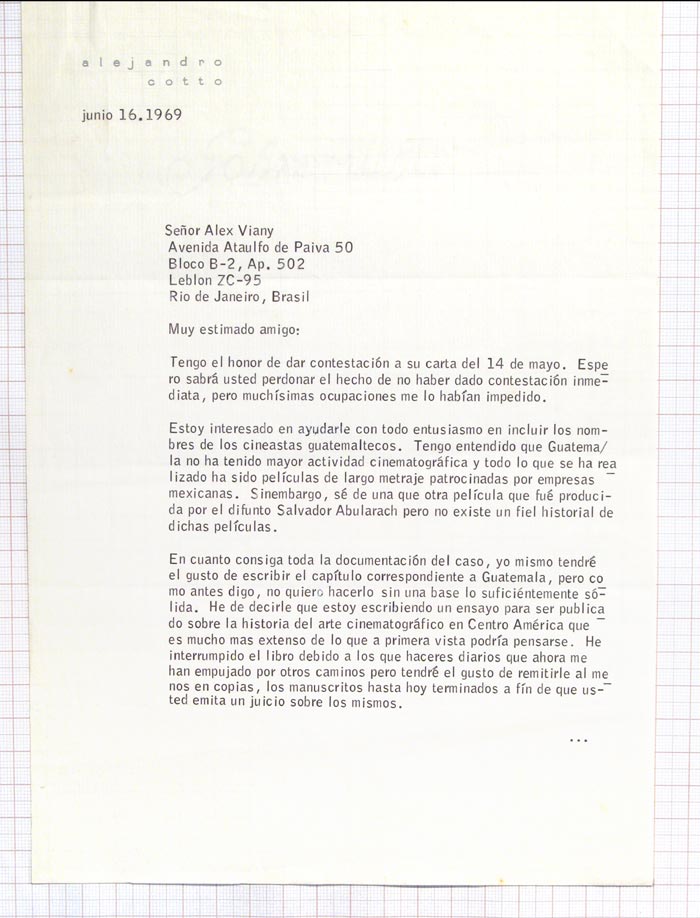 alejandro
cotto
junio 16.1969
Señor Alex Viany
Avenida Ataulfo de Paiva 50
Bloco B-2, Ap. 502
Leblon ZC-95
Rio de Janeiro, Brasil
Muy estimado amigo:
Tengo el honor de dar contestación a su carta del 14 de mayo. Espe
ro sabrá usted perdonar el hecho de no haber dado contestación inme-
diata, pero muchísimas ocupaciones me lo habían impedido.
Estoy interesado en ayudarle con todo entusiasmo en incluir los nom-
bres de los cineastas guatemaltecos. Tengo entendido que Guatema/
la no ha tenido mayor actividad cinematográfica y todo lo que se ha rea
lizado ha sido películas de largo metraje patrocinadas por empresas
mexicanas. Sinembargo, sé de una que otra película que fué produci-
da por el difunto Salvador Abularach pero no existe un fiel historial de
dichas películas.
En cuanto consiga toda la documentación del caso, yo mismo tendré
el gusto de escribir el capítulo correspondiente a Guatemala, pero co
mo antes digo, no quiero hacerlo sin una base lo suficiéntemente só-
lida. He de decirle que estoy escribiendo un ensayo para ser publica
do sobre la historia del arte cinematográfico en Centro América que
es mucho mas extenso de lo que a primera vista podría pensarse. He
interrumpido el libro debido a los que haceres diarios que ahora me
han empujado por otros caminos pero tendré el gusto de remitirle al me
nos en copias, los manuscritos hasta hoy terminados a fín de que us-
ted emita un juicio sobre los mismos.
...